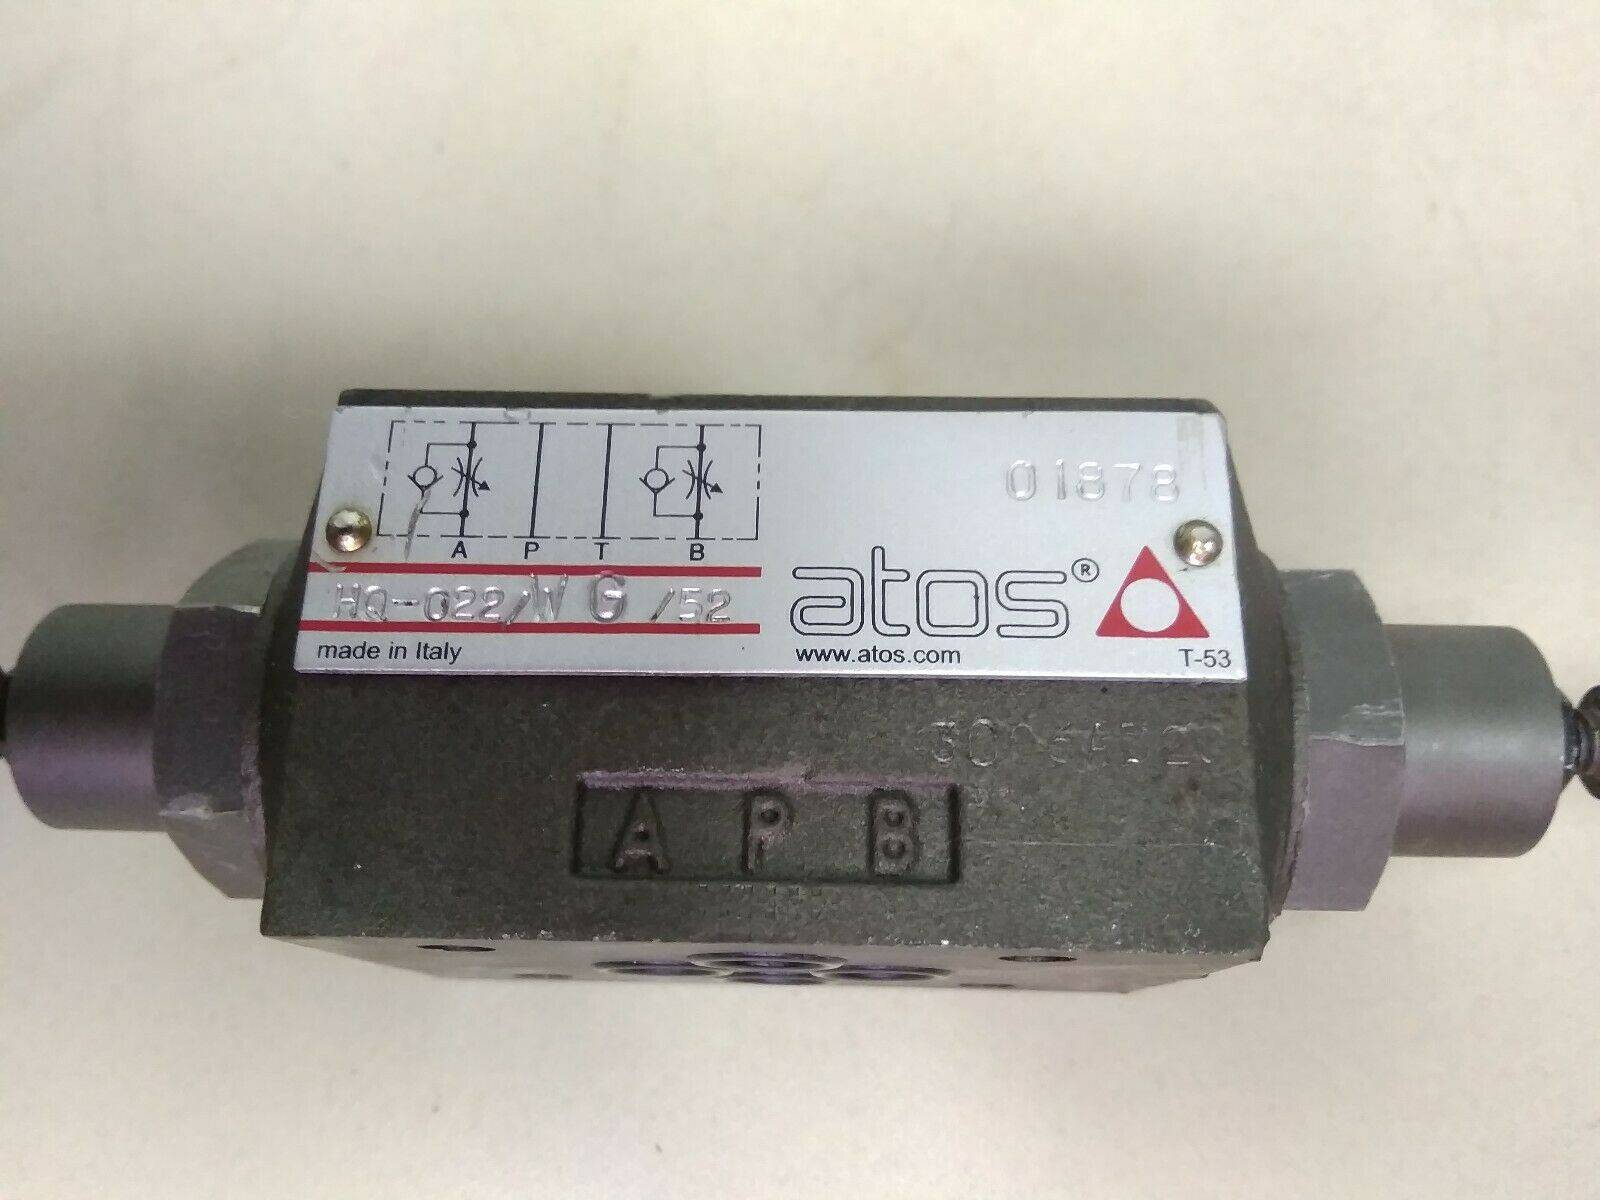 01878
A P T B
HQ-022/ G /52
atos®
made in Italy
www.atos.com
T-53
A P B